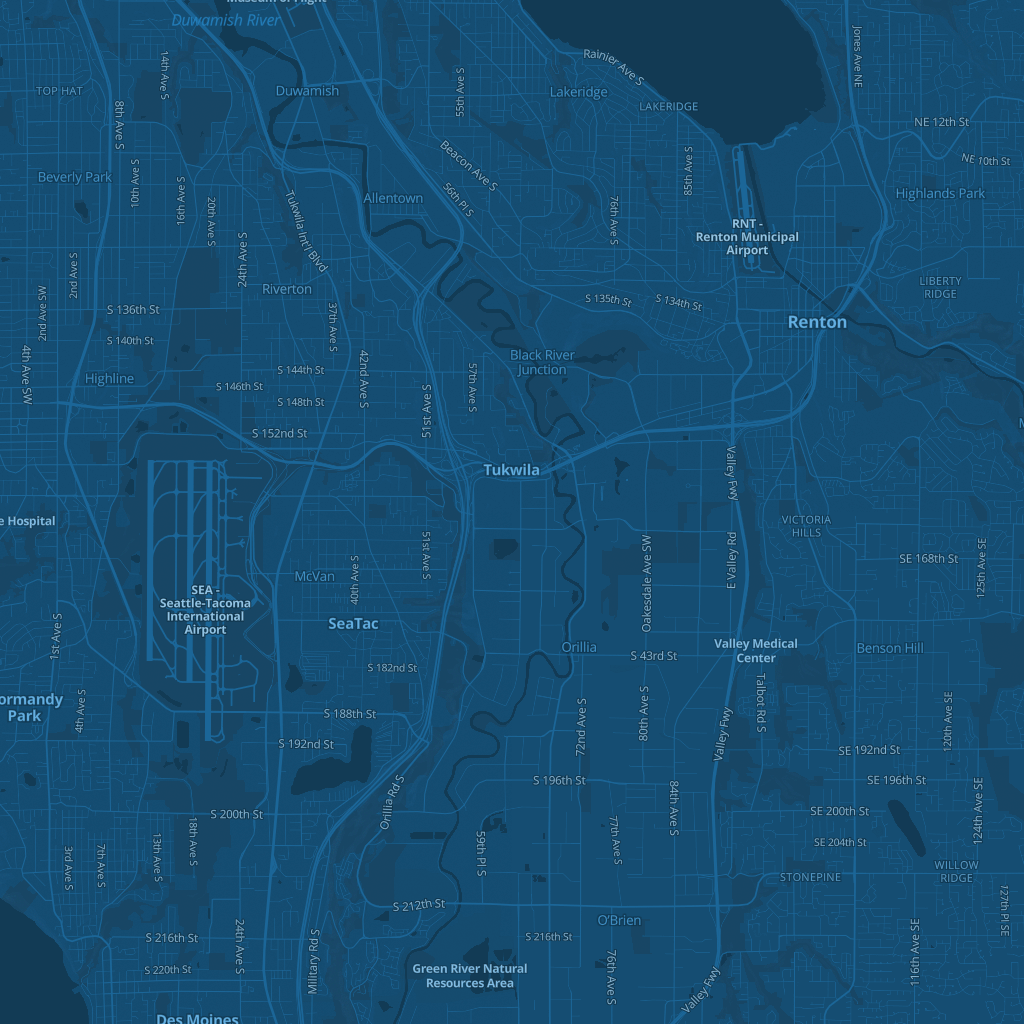 Museum of Flight
Duwamish River
Rainier Ave S
Jones Ave NE
14th Ave S
TOP HAT
Duwamish
55th Ave S
Lakeridge
LAKERIDGE
8th Ave S
NE 12th St
Beacon Ave S
NE 10th St
Beverly Park
10th Ave S
16th Ave S
20th Ave S
Tukwila Int'l Blvd
Allentown
56th Pl S
76th Ave S
85th Ave S
Highlands Park
RNT -
Renton Municipal
Airport
24th Ave S
2nd Ave S
2nd Ave SW
Riverton
S 135th St
S 134th St
LIBERTY
RIDGE
S 136th St
37th Ave S
Renton
S 140th St
4th Ave SW
42nd Ave S
Black River
Junction
Highline
S 144th St
S 146th St
57th Ave S
S 148th St
51st Ave S
S 152nd St
Tukwila
Valley Fwy
e Hospital
VICTORIA
HILLS
51st Ave S
Oakesdale Ave SW
E Valley Rd
SE 168th St
125th Ave SE
McVan
40th Ave S
SEA -
Seattle-Tacoma
International
Airport
SeaTac
1st Ave S
Orillia
S 43rd St
Valley Medical
Center
Benson Hill
S 182nd St
ormandy
Park
4th Ave S
S 188th St
72nd Ave S
80th Ave S
Talbot Rd S
Valley Fwy
120th Ave SE
S 192nd St
SE 192nd St
S 196th St
SE 196th St
Orillia Rd S
84th Ave S
S 200th St
SE 200th St
124th Ave SE
18th Ave S
13th Ave S
59th Pl S
77th Ave S
SE 204th St
3rd Ave S
7th Ave S
STONEPINE
WILLOW
RIDGE
127th Pl SE
S 212th St
O'Brien
S 216th St
24th Ave S
Military Rd S
S 216th St
76th Ave S
116th Ave SE
S 220th St
Green River Natural
Resources Area
Valley Fwy
Des Moines